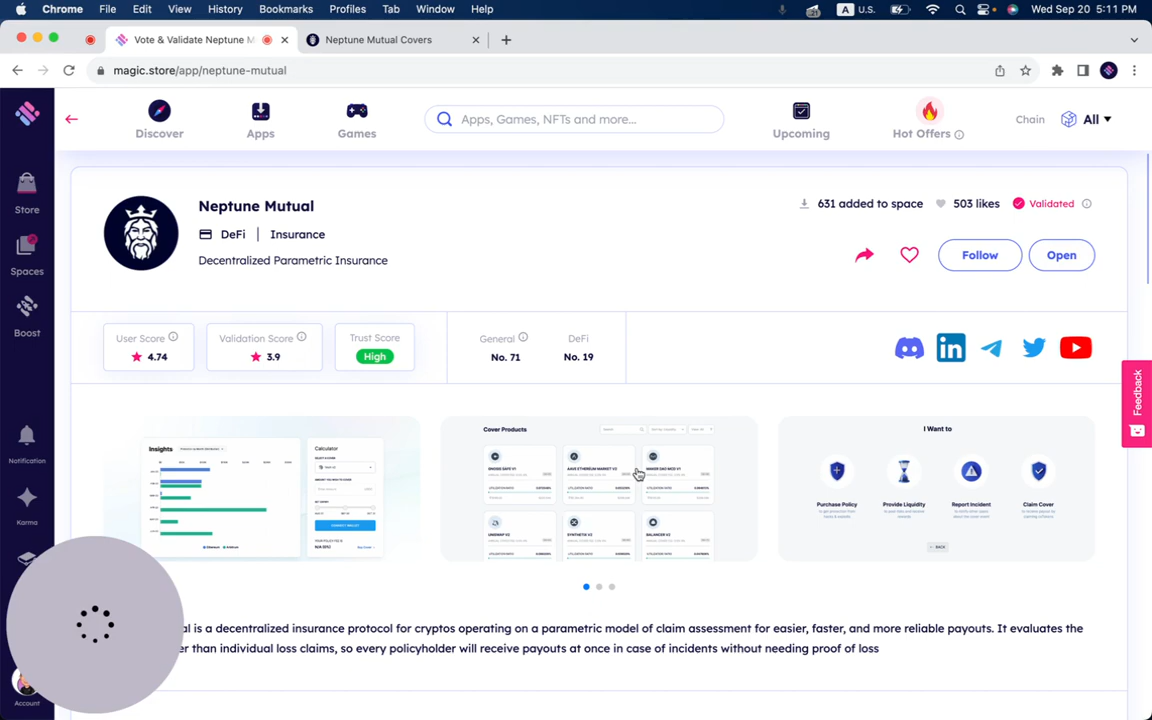 Chrome File Edit View History Bookmarks Profiles Tab Window Help A U.S. Wed Sep 20 5:11 PM
Vote & Validate Neptune M
Neptune Mutual Covers
magic.store/app/neptune-mutual
Discover
Apps
Games
Apps, Games, NFTs and more...
Upcoming
Hot Offers
Chain
All
Store
Spaces
Boost
Notification
Karma
Account
Neptune Mutual
631 added to space
503 likes
Validated
DeFi | Insurance
Decentralized Parametric Insurance
Follow
Open
User Score
4.74
Validation Score
3.9
Trust Score
High
General
No. 71
DeFi
No. 19
Feedback
Insights
Calculator
Cover Products
I Want to
Purchase Policy
Provide Liquidity
Report Incident
Claim Cover
BACK
al is a decentralized insurance protocol for cryptos operating on a parametric model of claim assessment for easier, faster, and more reliable payouts. It evaluates the
er than individual loss claims, so every policyholder will receive payouts at once in case of incidents without needing proof of loss